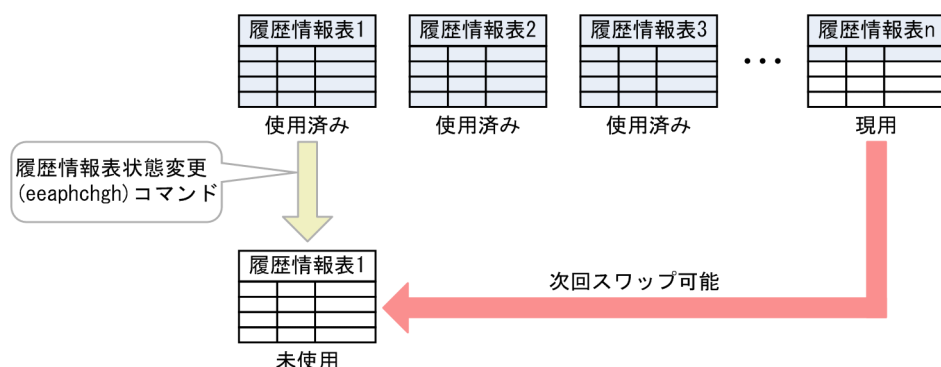 履歴情報表1
履歴情報表2
履歴情報表3
…
履歴情報表n
使用済み
使用済み
使用済み
現用
履歴情報表状態変更
(eeaphchgh)コマンド
履歴情報表1
次回スワップ可能
未使用